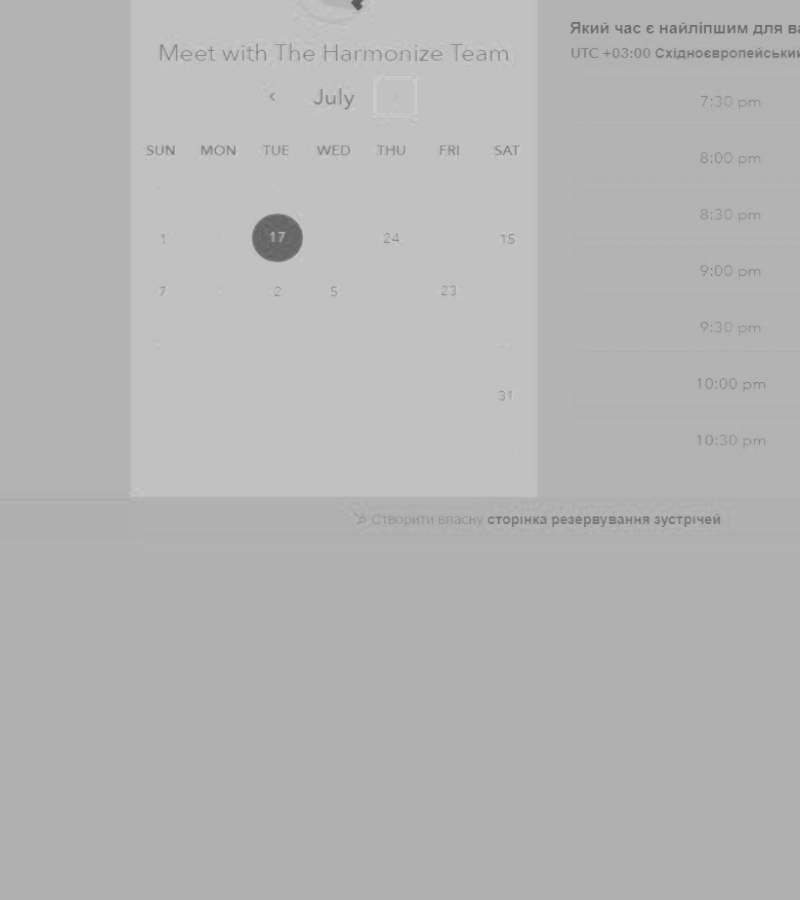 Meet with The Harmonize Team
‹ July ›
SUN MON TUE WED THU FRI SAT
1 17 24 15
7 2 5 23
31
Створити власну сторінка резервування зустрічей
Який час є найліпшим для ва
UTC +03:00 Східноєвропейський
7:30 pm
8:00 pm
8:30 pm
9:00 pm
9:30 pm
10:00 pm
10:30 pm